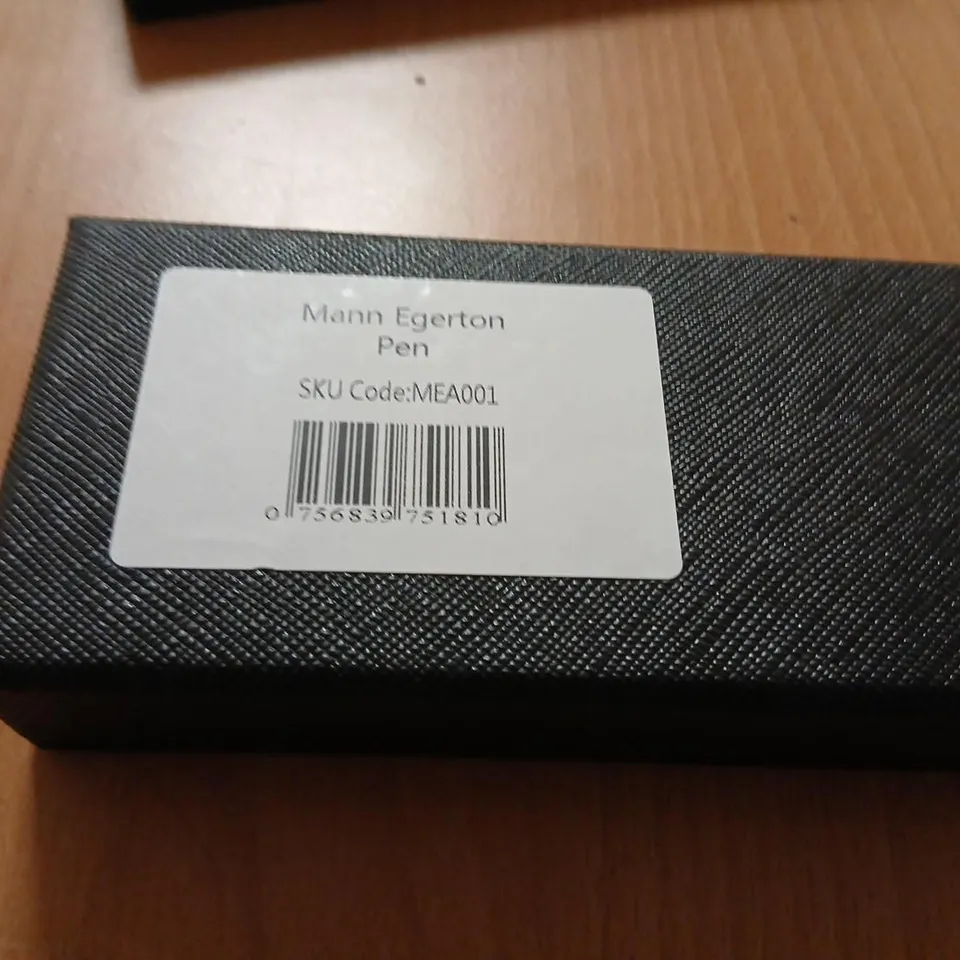 Mann Egerton
Pen
SKU Code:MEA001
0 756839 751810